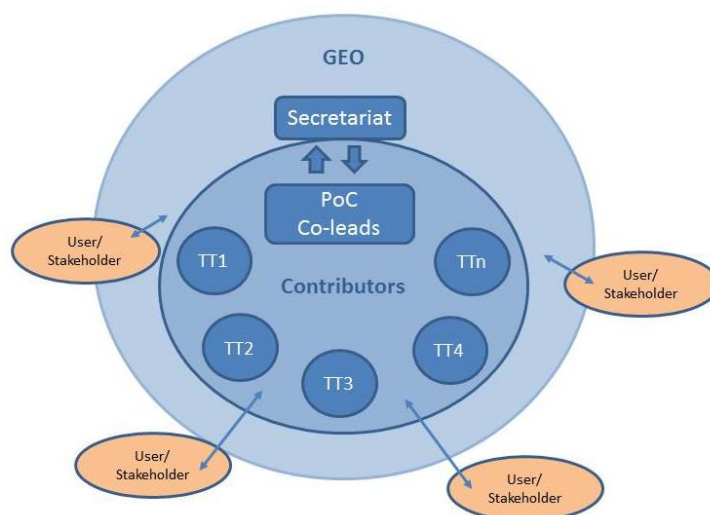 GEO
Secretariat
PoC
Co-leads
User/
Stakeholder
TT1
TTn
Contributors
User/
Stakeholder
TT2
TT4
TT3
User/
Stakeholder
User/
Stakeholder